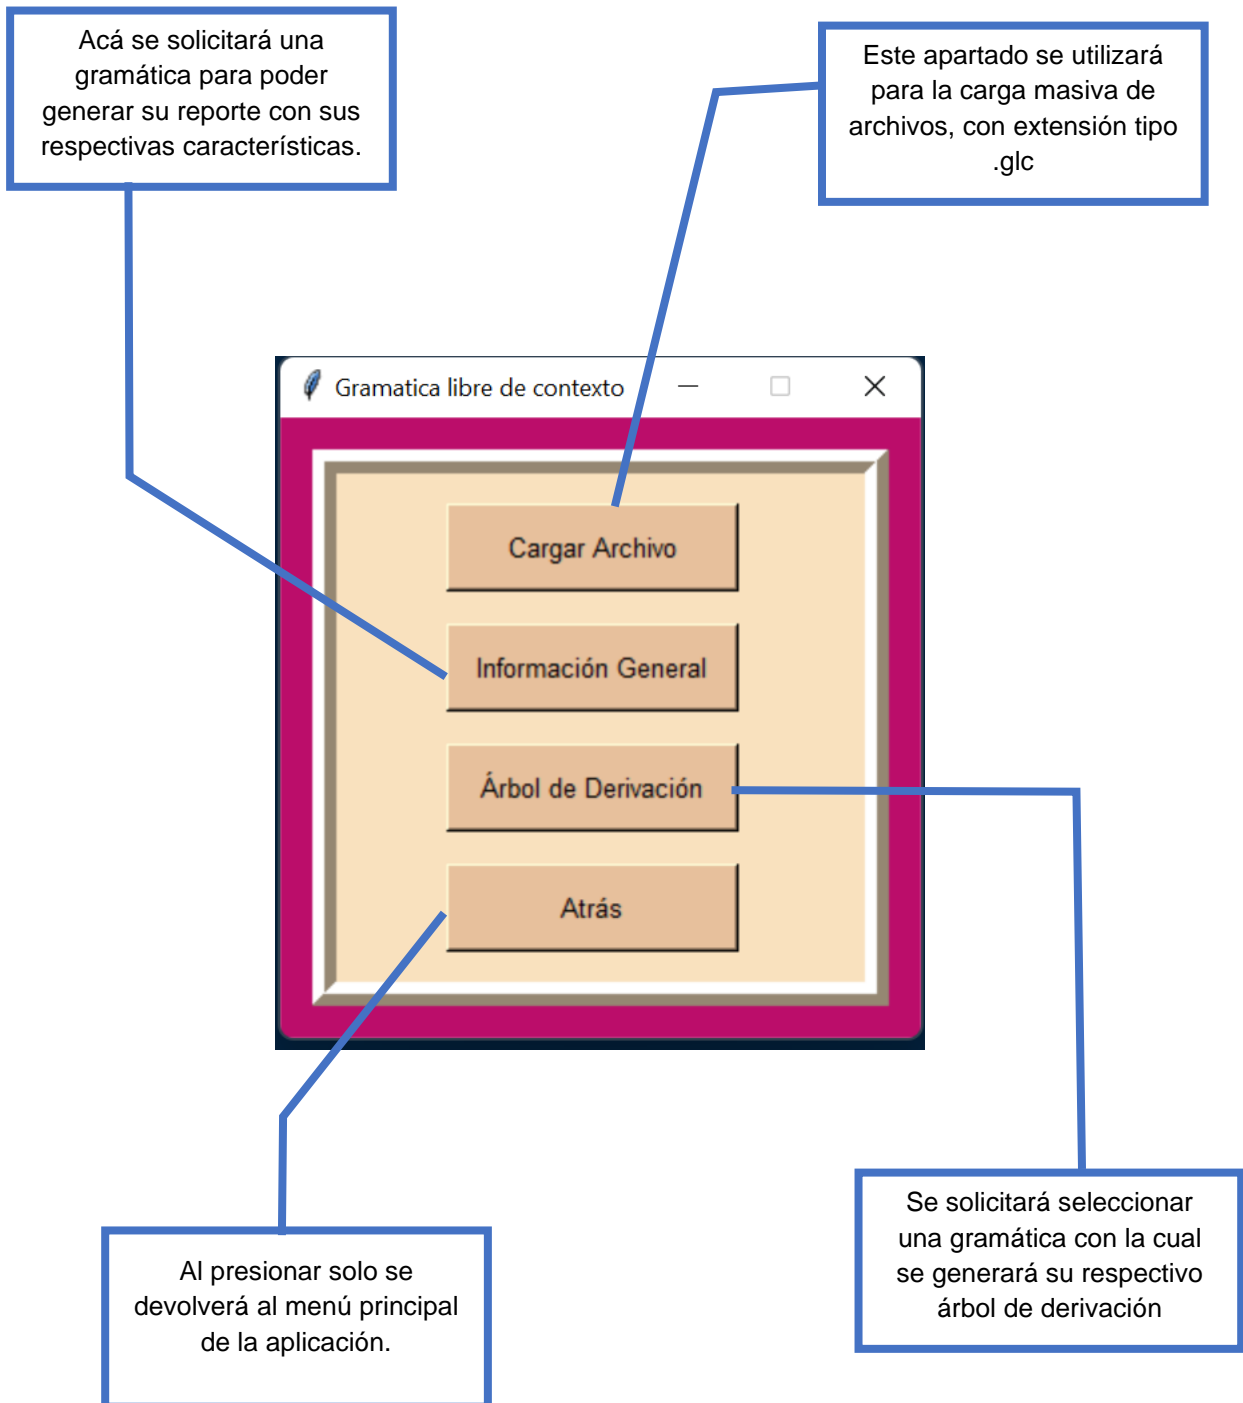 Acá se solicitará una
gramática para poder
generar su reporte con sus
respectivas características.
Este apartado se utilizará
para la carga masiva de
archivos, con extensión tipo
.glc
Gramatica libre de contexto
Cargar Archivo
Información General
Árbol de Derivación
Atrás
Se solicitará seleccionar
una gramática con la cual
se generará su respectivo
árbol de derivación
Al presionar solo se
devolverá al menú principal
de la aplicación.